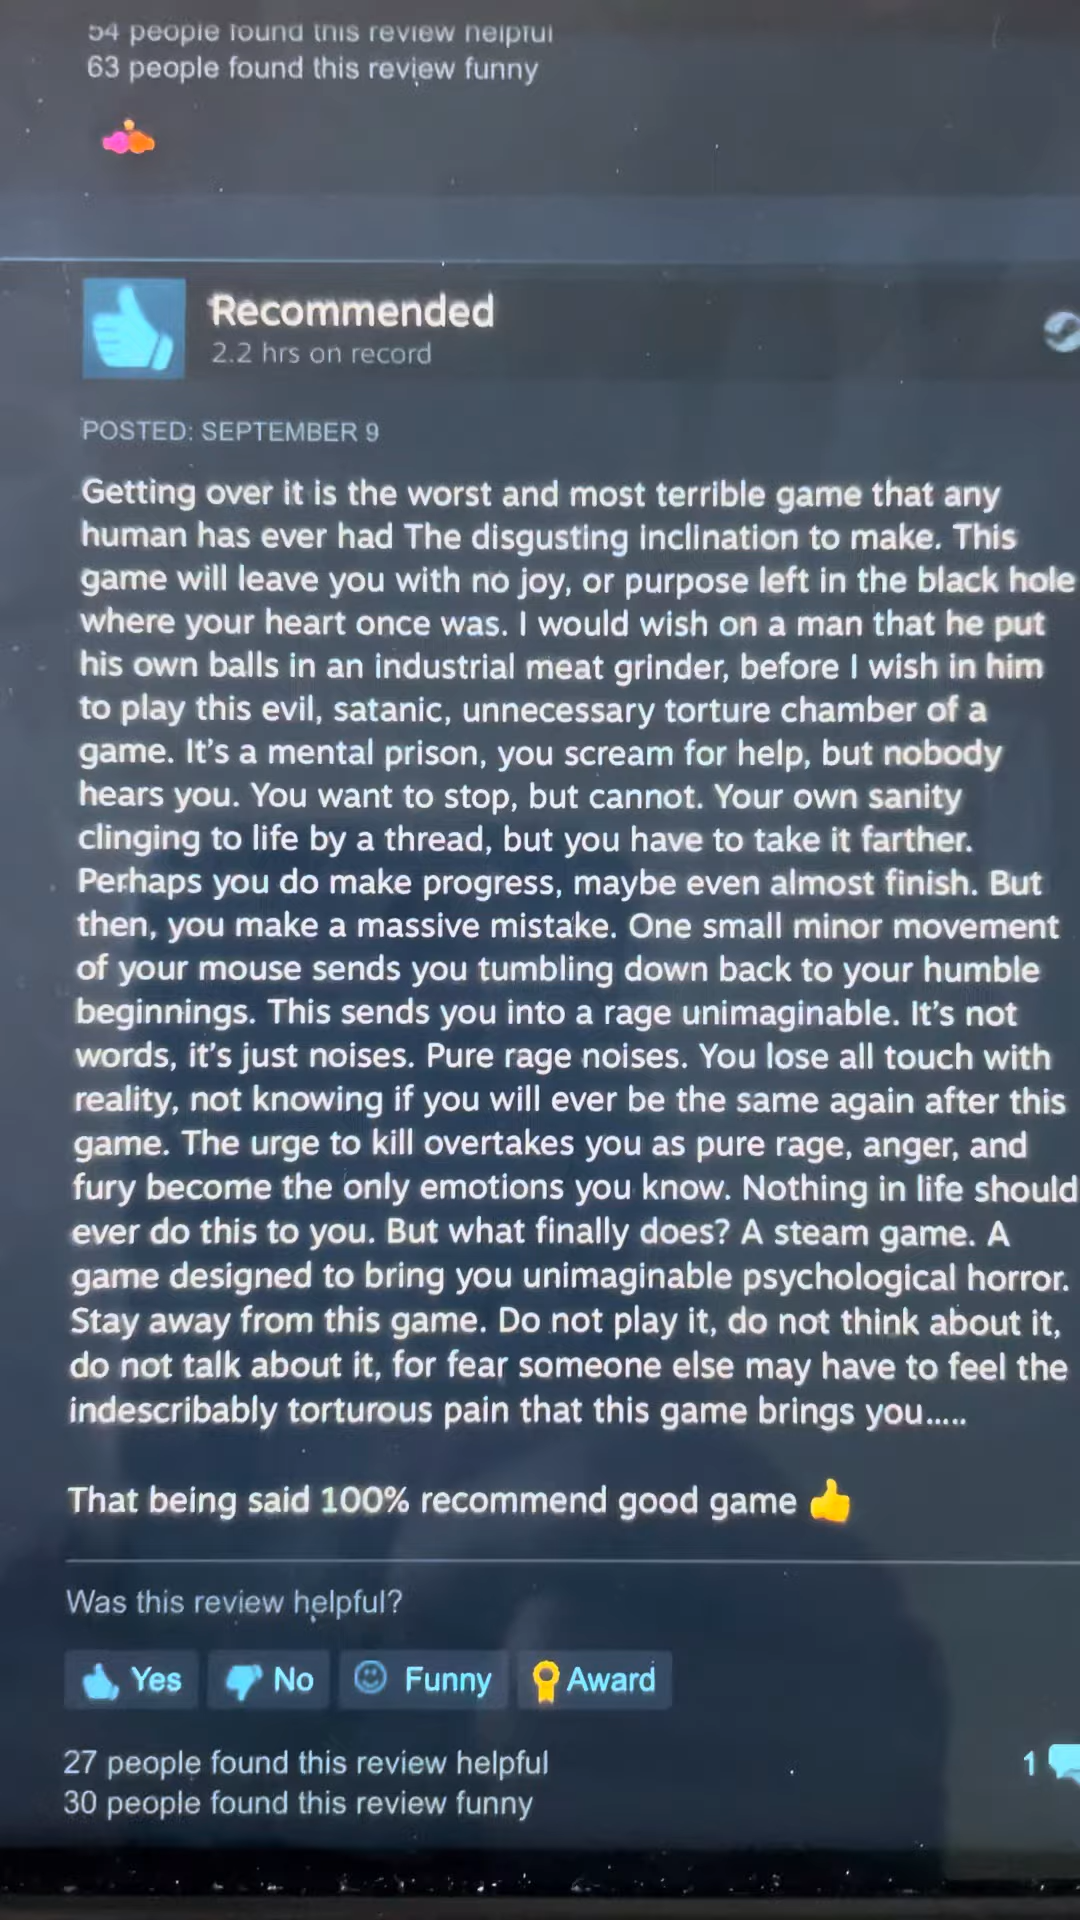 54 people found this review helpful
63 people found this review funny
Recommended
2.2 hrs on record
POSTED: SEPTEMBER 9
Getting over it is the worst and most terrible game that any
human has ever had The disgusting inclination to make. This
game will leave you with no joy, or purpose left in the black hole
where your heart once was. I would wish on a man that he put
his own balls in an industrial meat grinder, before I wish in him
to play this evil, satanic, unnecessary torture chamber of a
game. It's a mental prison, you scream for help, but nobody
hears you. You want to stop, but cannot. Your own sanity
clinging to life by a thread, but you have to take it farther.
Perhaps you do make progress, maybe even almost finish. But
then, you make a massive mistake. One small minor movement
of your mouse sends you tumbling down back to your humble
beginnings. This sends you into a rage unimaginable. It's not
words, it's just noises. Pure rage noises. You lose all touch with
reality, not knowing if you will ever be the same again after this
game. The urge to kill overtakes you as pure rage, anger, and
fury become the only emotions you know. Nothing in life should
ever do this to you. But what finally does? A steam game. A
game designed to bring you unimaginable psychological horror.
Stay away from this game. Do not play it, do not think about it,
do not talk about it, for fear someone else may have to feel the
indescribably torturous pain that this game brings you.....
That being said 100% recommend good game 👍
Was this review helpful?
Yes No Funny Award
27 people found this review helpful
1
30 people found this review funny